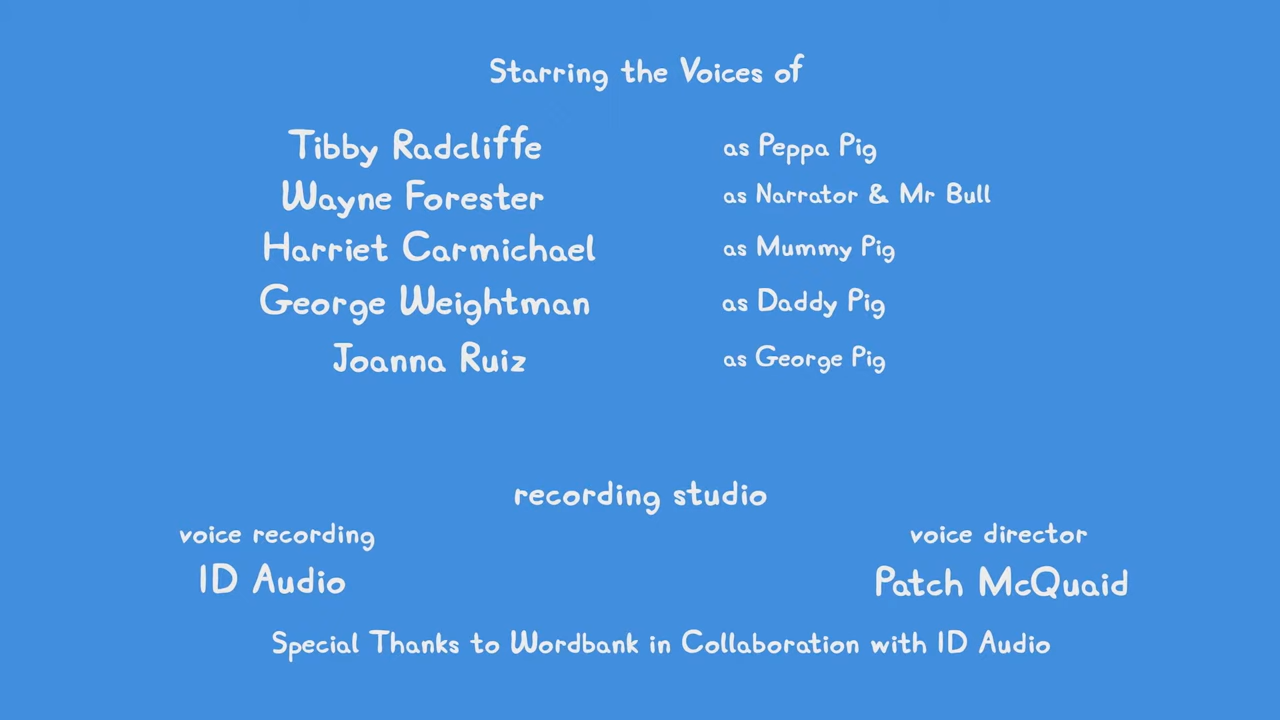 Starring the Voices of
Tibby Radcliffe as Peppa Pig
Wayne Forester as Narrator & Mr Bull
Harriet Carmichael as Mummy Pig
George Weightman as Daddy Pig
Joanna Ruiz as George Pig
recording studio
voice recording voice director
ID Audio Patch McQuaid
Special Thanks to Wordbank in Collaboration with ID Audio